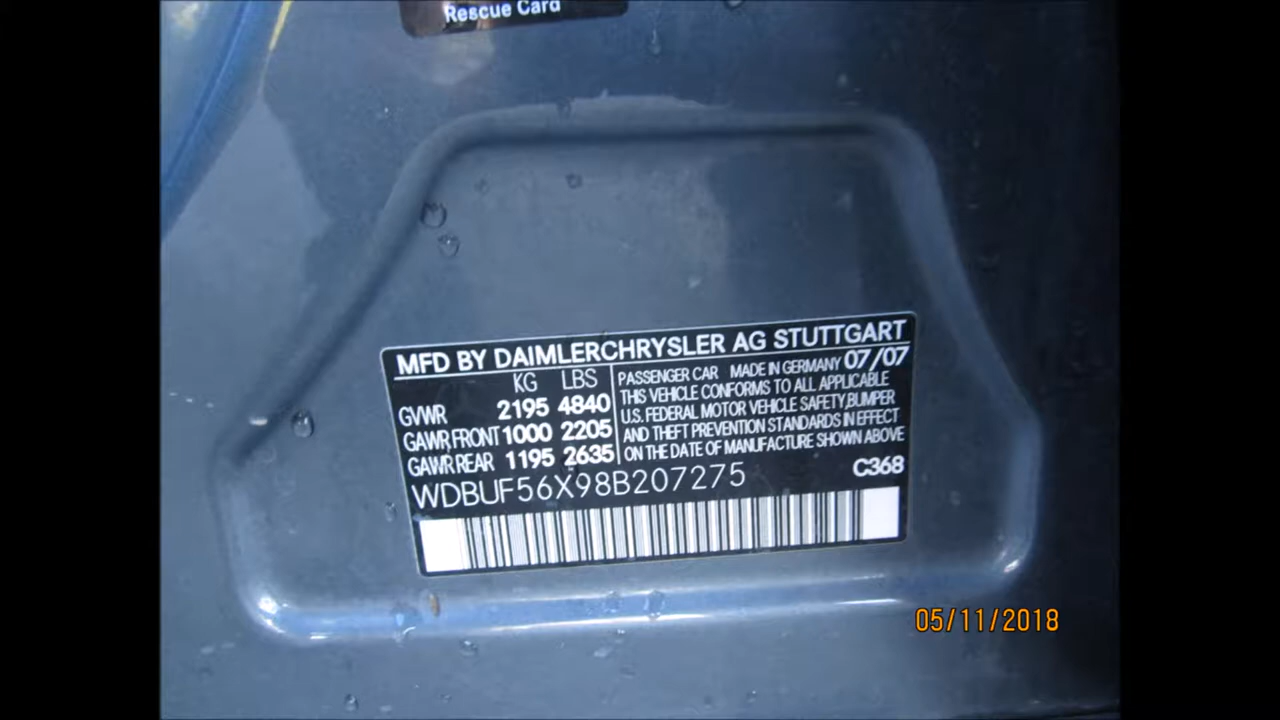 Rescue Card
MFD BY DAIMLERCHRYSLER AG STUTTGART
KG LBS
GVWR 2195 4840
GAWR FRONT 1000 2205
GAWR REAR 1195 2635
PASSENGER CAR MADE IN GERMANY 07/07
THIS VEHICLE CONFORMS TO ALL APPLICABLE
U.S. FEDERAL MOTOR VEHICLE SAFETY, BUMPER
AND THEFT PREVENTION STANDARDS IN EFFECT
ON THE DATE OF MANUFACTURE SHOWN ABOVE
WDBUF56X98B207275
C368
05/11/2018